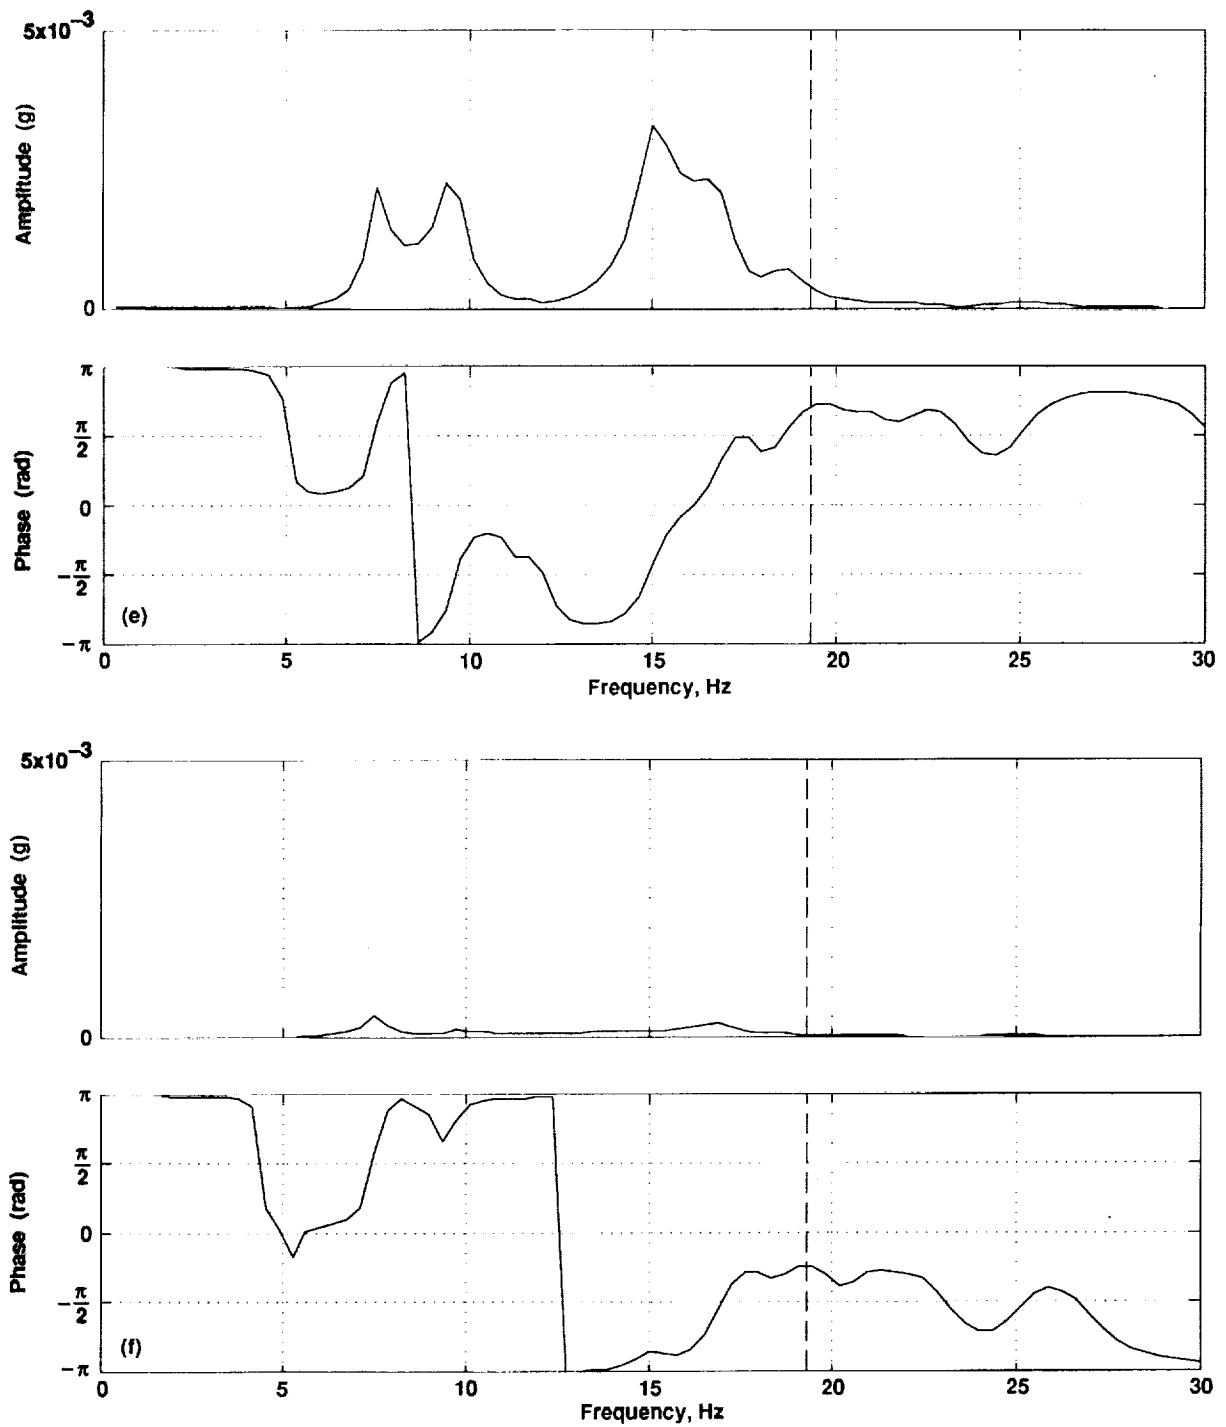 5x10−3
Amplitude (g)
0
π
π/2
Phase (rad)
0
−π/2
(e)
−π
0 5 10 15 20 25 30
Frequency, Hz
5x10−3
Amplitude (g)
0
π
π/2
Phase (rad)
0
−π/2
(f)
−π
0 5 10 15 20 25 30
Frequency, Hz